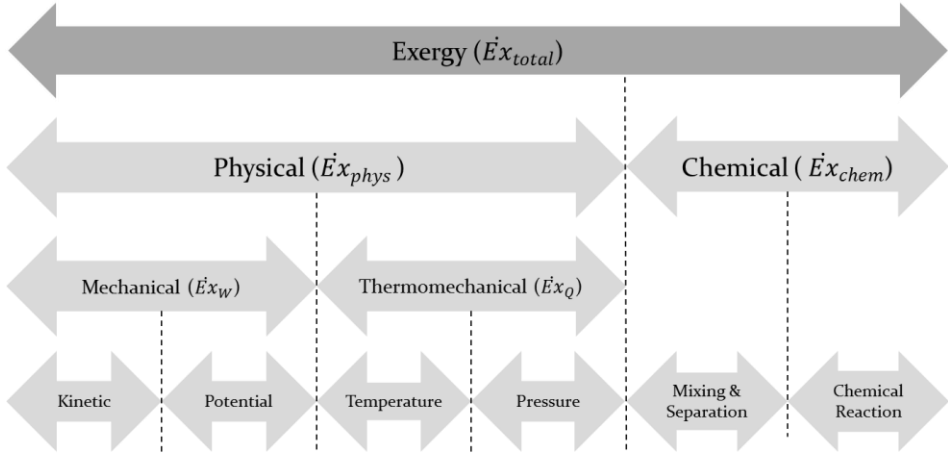 Exergy (Ėx_total)
Physical (Ėx_phys )
Chemical ( Ėx_chem)
Mechanical (Ėx_W)
Thermomechanical (Ėx_Q)
Kinetic
Potential
Temperature
Pressure
Mixing &
Separation
Chemical
Reaction